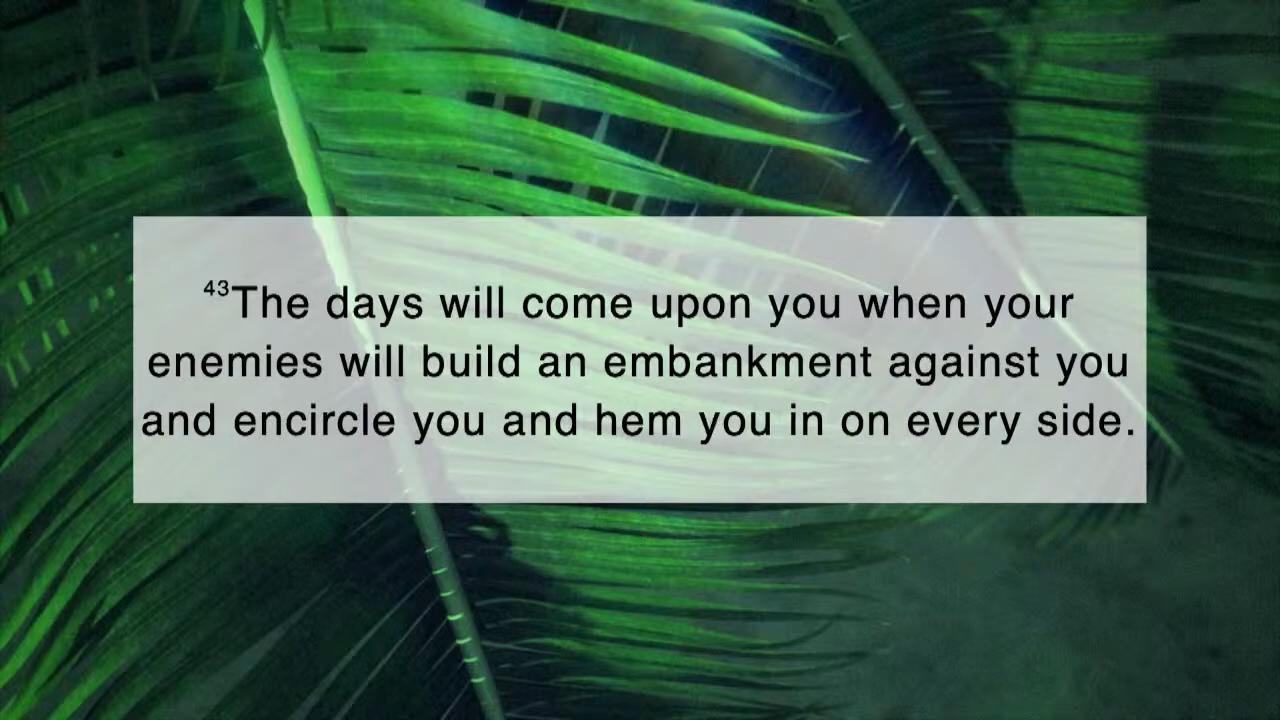 ⁴³The days will come upon you when your
enemies will build an embankment against you
and encircle you and hem you in on every side.